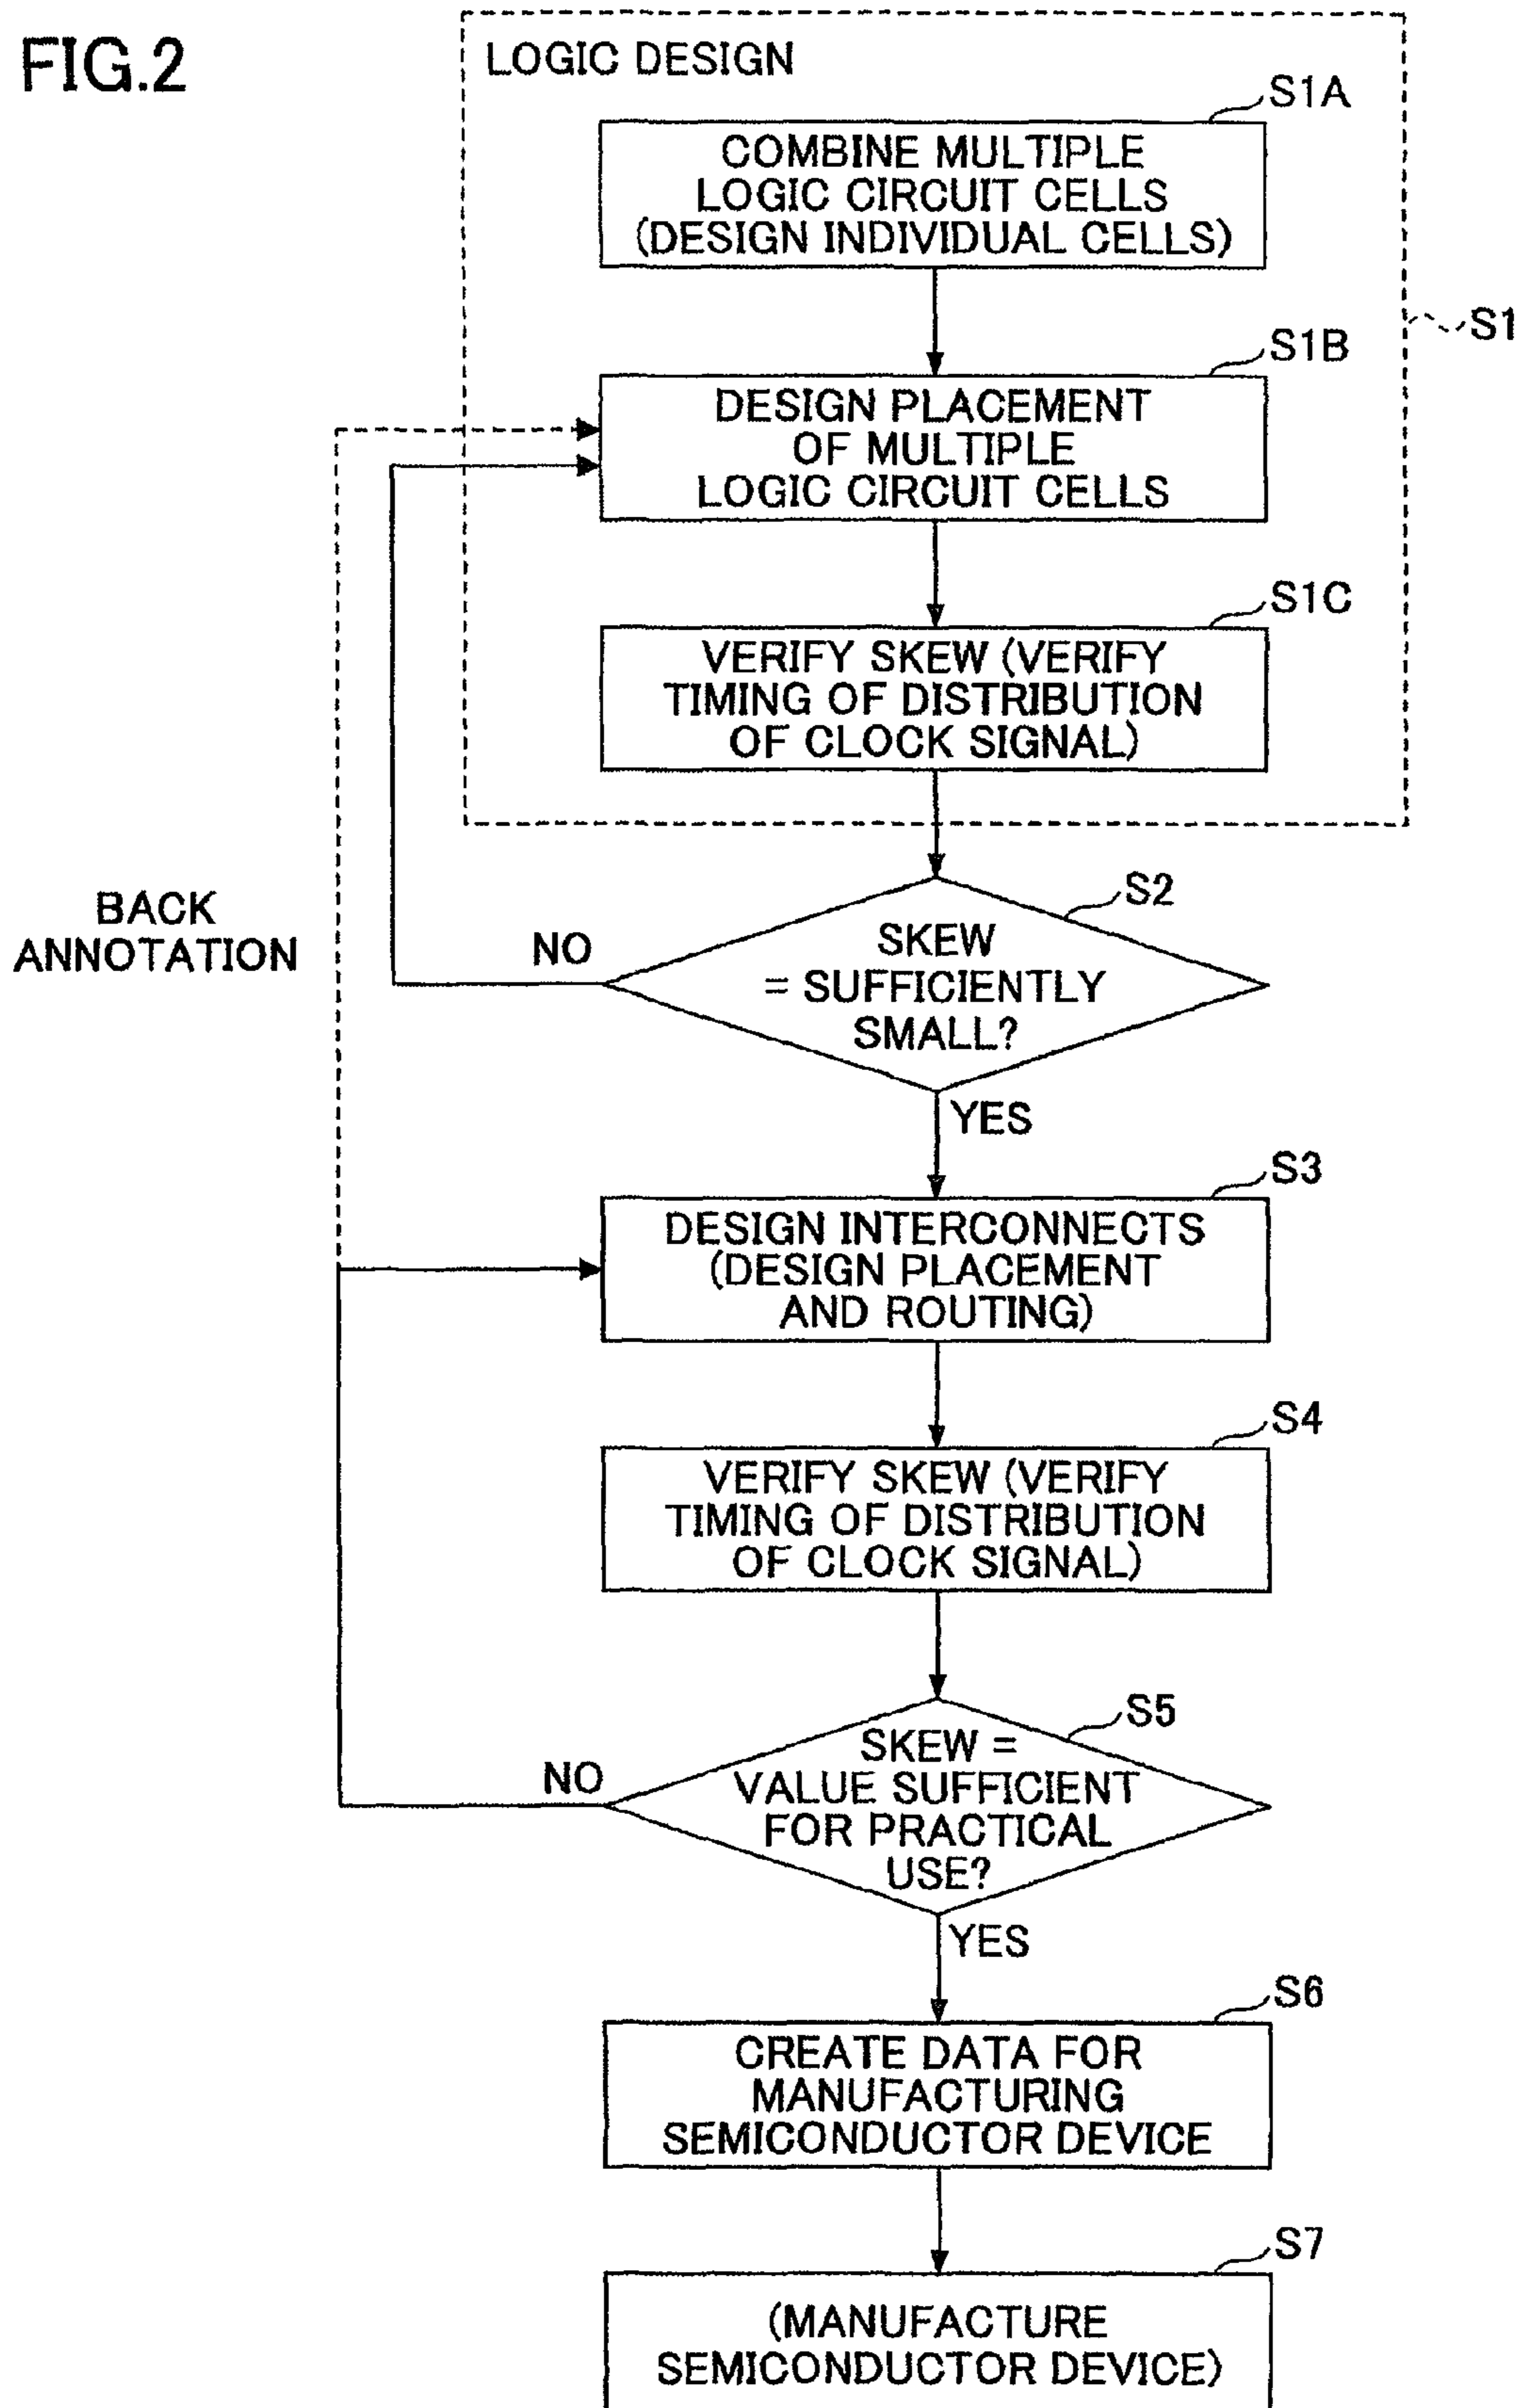 FIG.2
LOGIC DESIGN
S1A
COMBINE MULTIPLE
LOGIC CIRCUIT CELLS
(DESIGN INDIVIDUAL CELLS)
S1
S1B
DESIGN PLACEMENT
OF MULTIPLE
LOGIC CIRCUIT CELLS
S1C
VERIFY SKEW (VERIFY
TIMING OF DISTRIBUTION
OF CLOCK SIGNAL)
BACK
ANNOTATION
S2
NO
SKEW
= SUFFICIENTLY
SMALL?
YES
S3
DESIGN INTERCONNECTS
(DESIGN PLACEMENT
AND ROUTING)
S4
VERIFY SKEW (VERIFY
TIMING OF DISTRIBUTION
OF CLOCK SIGNAL)
S5
NO
SKEW =
VALUE SUFFICIENT
FOR PRACTICAL
USE?
YES
S6
CREATE DATA FOR
MANUFACTURING
SEMICONDUCTOR DEVICE
S7
(MANUFACTURE
SEMICONDUCTOR DEVICE)